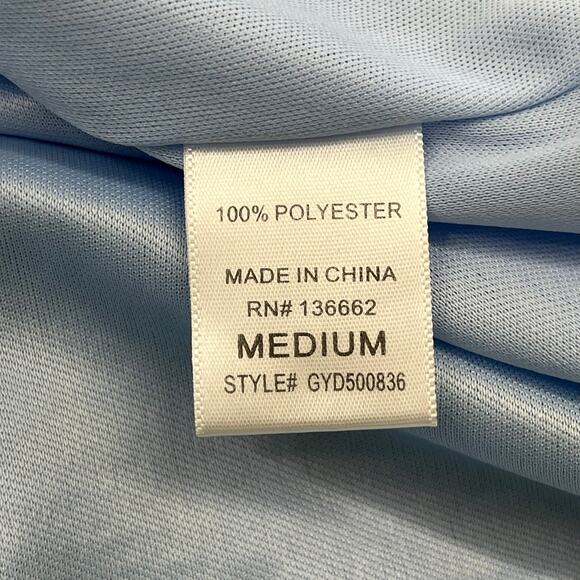 100% POLYESTER
MADE IN CHINA
RN# 136662
MEDIUM
STYLE# GYD500836